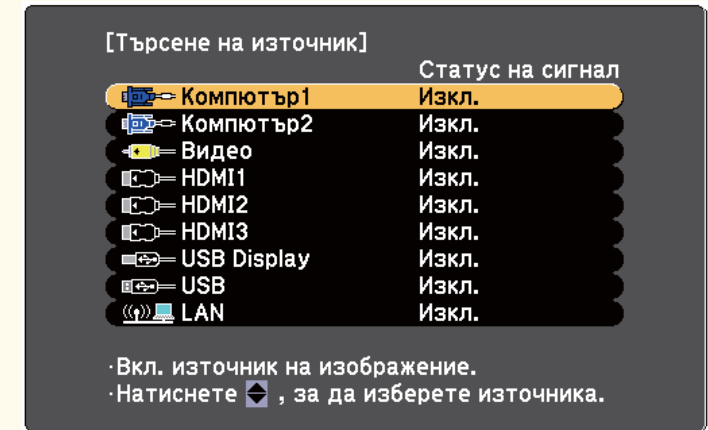 [Търсене на източник]
Статус на сигнал
Компютър1 Изкл.
Компютър2 Изкл.
Видео Изкл.
HDMI1 Изкл.
HDMI2 Изкл.
HDMI3 Изкл.
USB Display Изкл.
USB Изкл.
LAN Изкл.
·Вкл. източник на изображение.
·Натиснете , за да изберете източника.